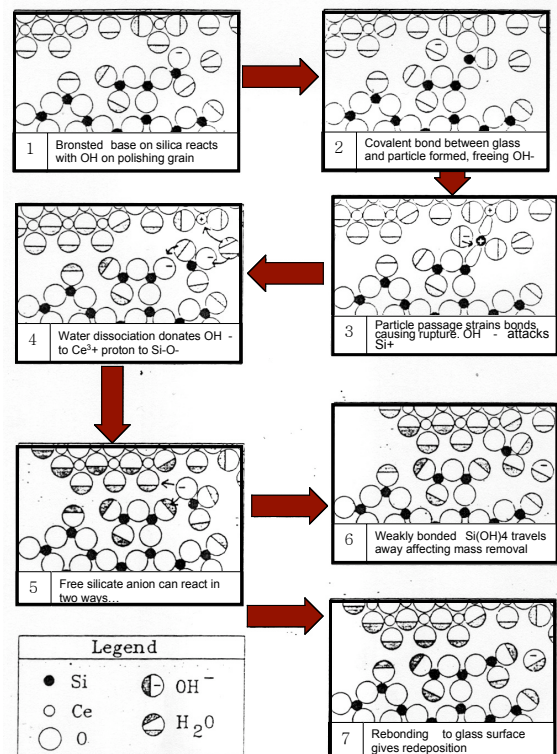 1 Bronsted base on silica reacts
with OH on polishing grain
2 Covalent bond between glass
and particle formed, freeing OH-
3 Particle passage strains bonds,
causing rupture. OH - attacks
Si+
4 Water dissociation donates OH -
to Ce³+ proton to Si-O-
5 Free silicate anion can react in
two ways…
6 Weakly bonded Si(OH)4 travels
away affecting mass removal
7 Rebonding to glass surface
gives redeposition
Legend
Si
OH⁻
Ce
H₂O
O